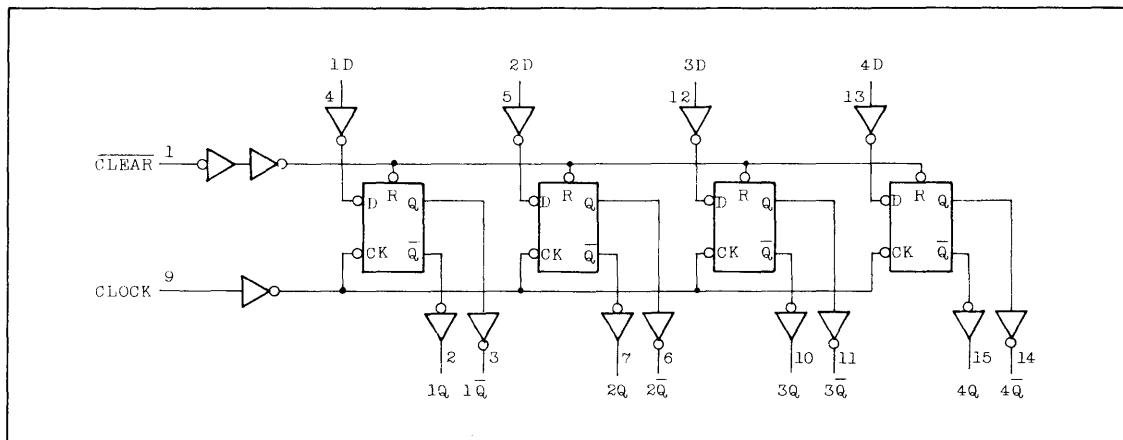 1D 2D 3D 4D
4 5 12 13
C̅L̅E̅A̅R̅ 1
R R R R
D Q D Q D Q D Q
CK Q̅ CK Q̅ CK Q̅ CK Q̅
CLOCK 9
2 3 7 6 10 11 15 14
1Q 1Q̅ 2Q 2Q̅ 3Q 3Q̅ 4Q 4Q̅